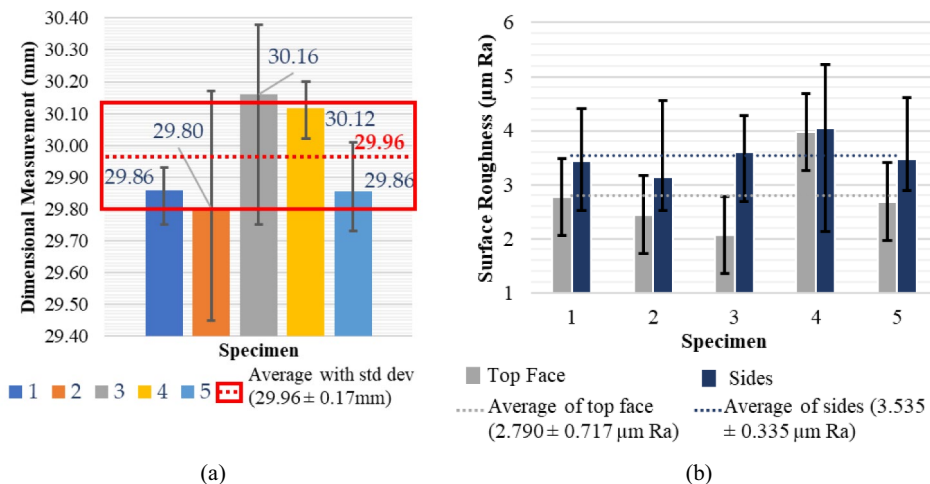 Dimensional Measurement (mm)
30.40
30.30
30.20
30.10
30.00
29.90
29.80
29.70
29.60
29.50
29.40
30.16
29.80
30.12
29.96
29.86
29.86
Specimen
1 2 3 4 5
Average with std dev
(29.96 ± 0.17mm)
(a)
Surface Roughness (µm Ra)
6
5
4
3
2
1
1 2 3 4 5
Specimen
Top Face
Sides
Average of top face
(2.790 ± 0.717 µm Ra)
Average of sides (3.535
± 0.335 µm Ra)
(b)